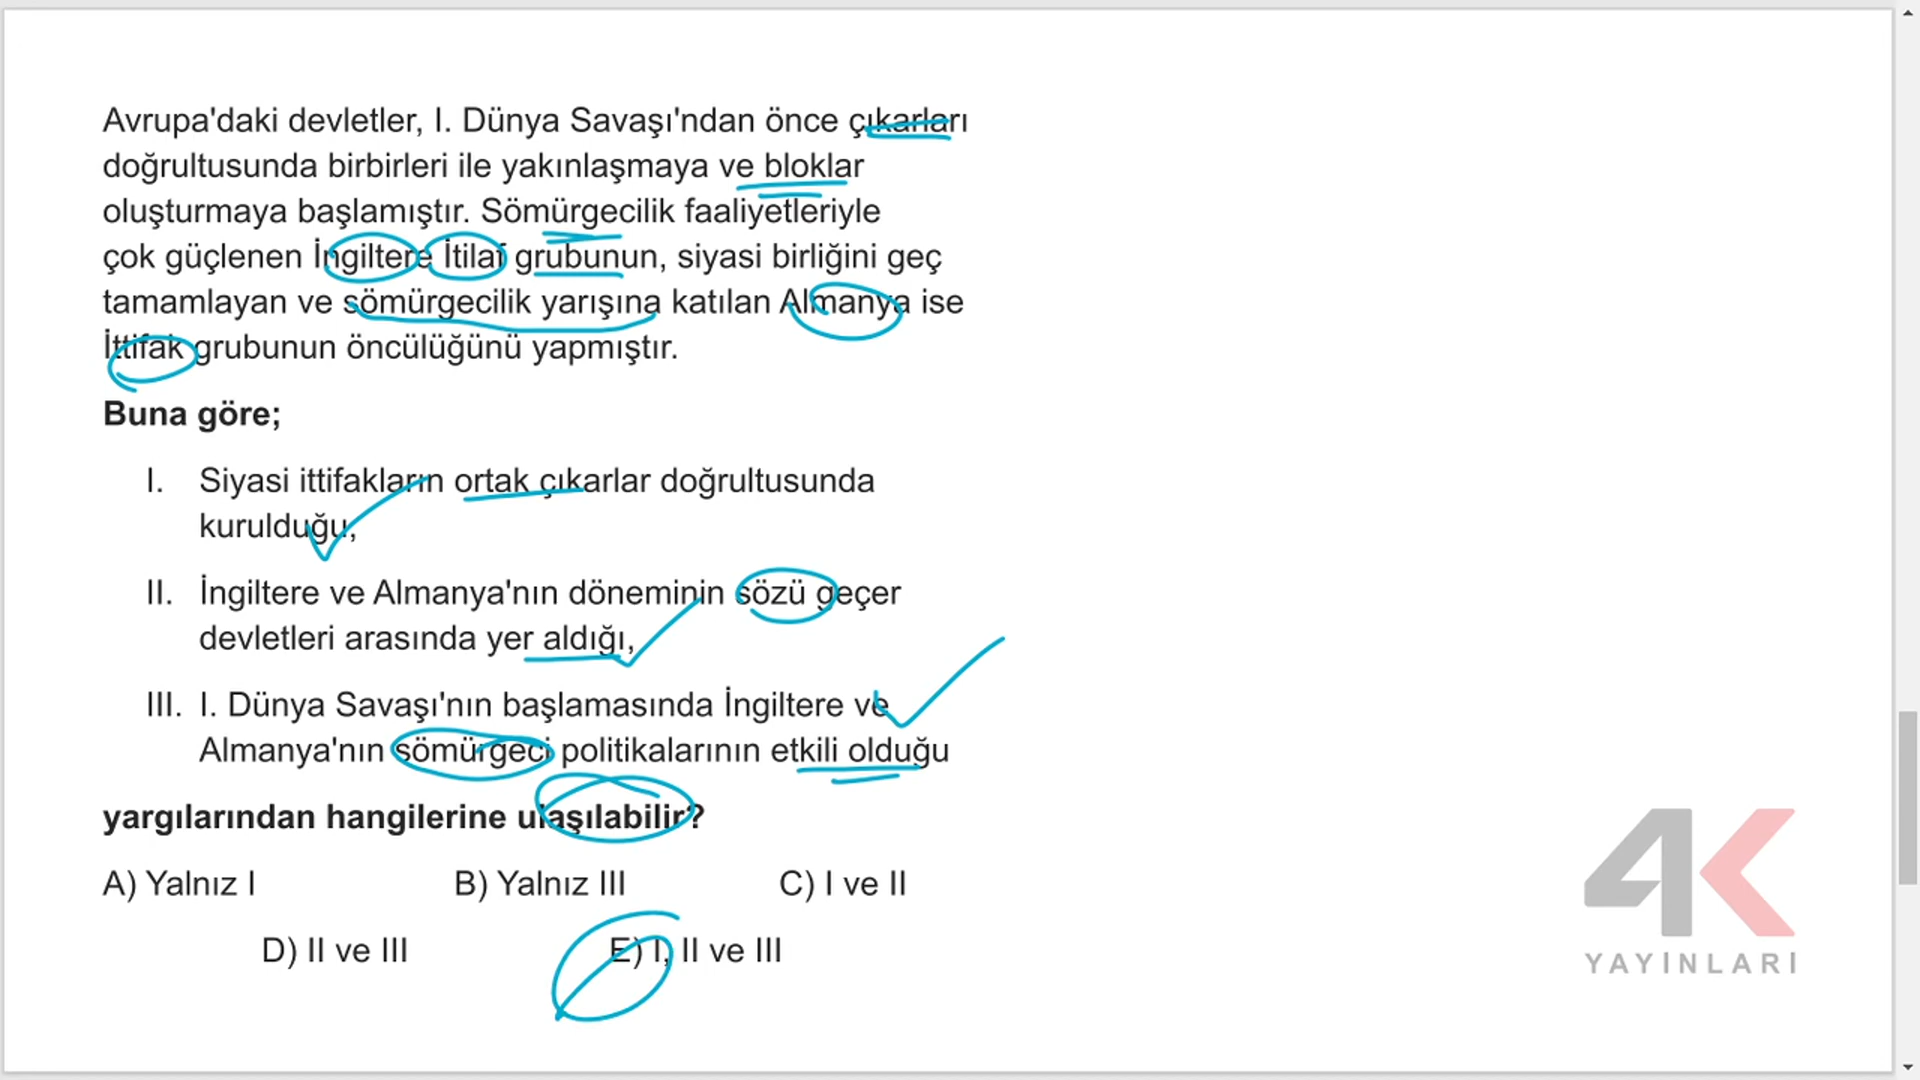 Avrupa'daki devletler, I. Dünya Savaşı'ndan önce çıkarları
doğrultusunda birbirleri ile yakınlaşmaya ve bloklar
oluşturmaya başlamıştır. Sömürgecilik faaliyetleriyle
çok güçlenen İngiltere İtilaf grubunun, siyasi birliğini geç
tamamlayan ve sömürgecilik yarışına katılan Almanya ise
İttifak grubunun öncülüğünü yapmıştır.
Buna göre;
I. Siyasi ittifakların ortak çıkarlar doğrultusunda
kurulduğu,
II. İngiltere ve Almanya'nın döneminin sözü geçer
devletleri arasında yer aldığı,
III. I. Dünya Savaşı'nın başlamasında İngiltere ve
Almanya'nın sömürgeci politikalarının etkili olduğu
yargılarından hangilerine ulaşılabilir?
A) Yalnız I B) Yalnız III C) I ve II
D) II ve III E) I, II ve III
4K
YAYINLARI